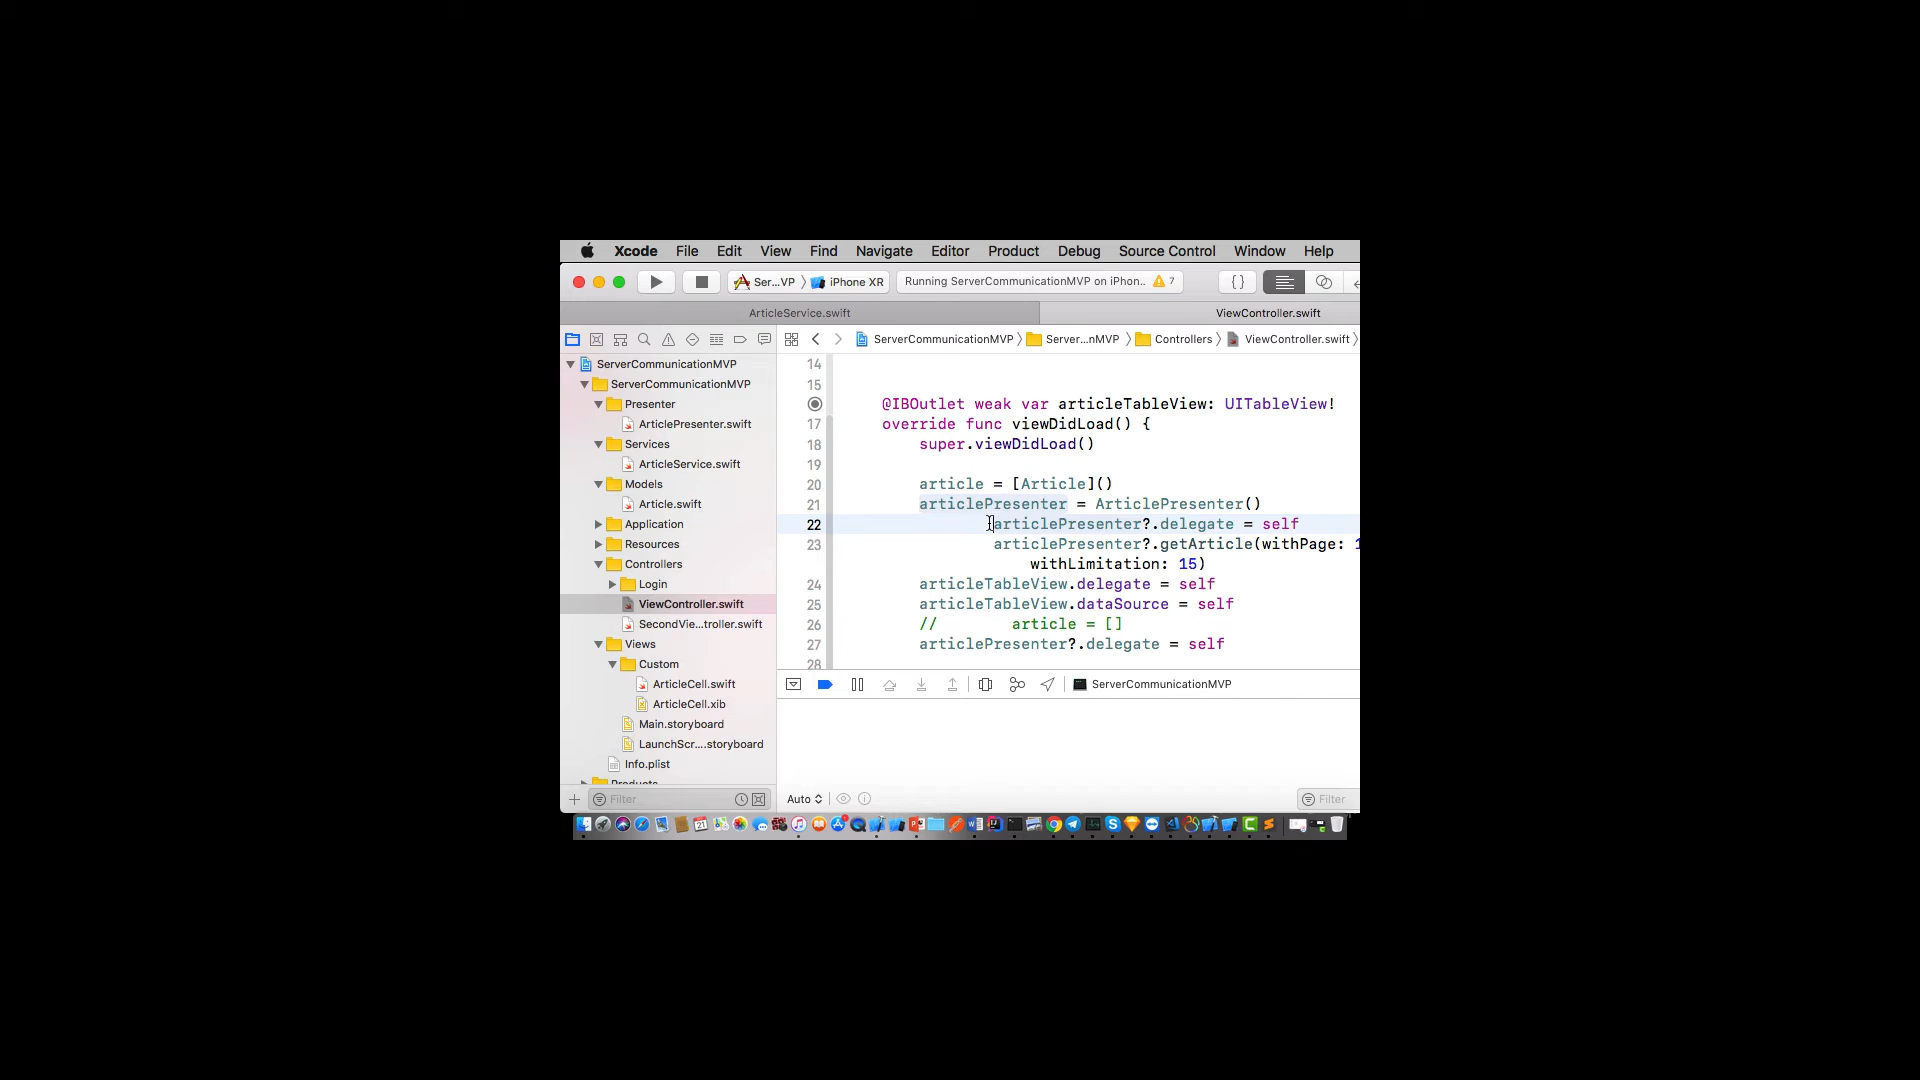 Xcode File Edit View Find Navigate Editor Product Debug Source Control Window Help
Ser...VP iPhone XR Running ServerCommunicationMVP on iPhon.. 7
ArticleService.swift ViewController.swift
ServerCommunicationMVP Server...nMVP Controllers ViewController.swift
ServerCommunicationMVP
ServerCommunicationMVP
Presenter
ArticlePresenter.swift
Services
ArticleService.swift
Models
Article.swift
Application
Resources
Controllers
Login
ViewController.swift
SecondVie...troller.swift
Views
Custom
ArticleCell.swift
ArticleCell.xib
Main.storyboard
LaunchScr....storyboard
Info.plist
Products
Filter
14
15
@IBOutlet weak var articleTableView: UITableView!
17 override func viewDidLoad() {
18 super.viewDidLoad()
19
20 article = [Article]()
21 articlePresenter = ArticlePresenter()
22 articlePresenter?.delegate = self
23 articlePresenter?.getArticle(withPage: 1
withLimitation: 15)
24 articleTableView.delegate = self
25 articleTableView.dataSource = self
26 // article = []
27 articlePresenter?.delegate = self
28
ServerCommunicationMVP
Auto Filter